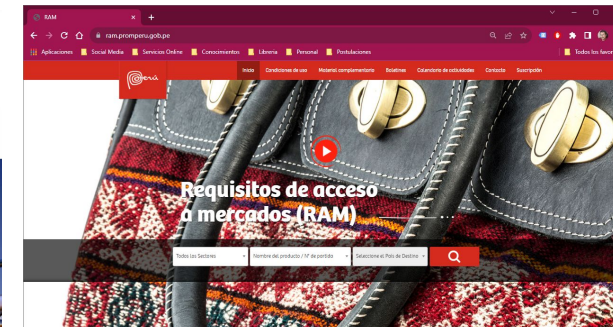 RAM
ram.promperu.gob.pe
Aplicaciones Social Media Servicios Online Conocimientos Libreria Personal Postulaciones Todos los favor
Perú
Inicio Condiciones de uso Material complementario Boletines Calendario de actividades Contacto Suscripción
Requisitos de acceso
a mercados (RAM)
Todos los Sectores Nombre del producto / N° de partida Seleccione el País de Destino